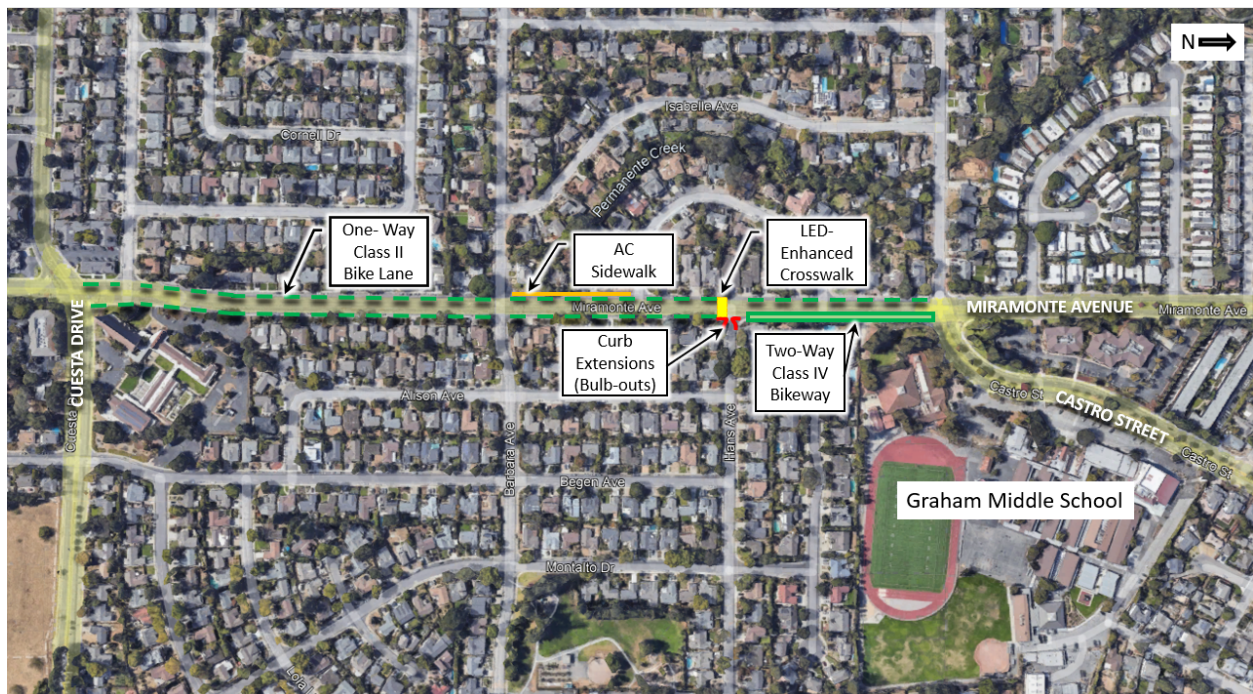 N
Isabelle Ave
Cornell Dr
Permanente Creek
One- Way
Class II
Bike Lane
AC
Sidewalk
LED-
Enhanced
Crosswalk
Miramonte Ave
MIRAMONTE AVENUE
Miramonte Ave
CUESTA DRIVE
Cuesta
Curb
Extensions
(Bulb-outs)
Two-Way
Class IV
Bikeway
Alison Ave
Castro St
CASTRO STREET
Castro St
Barbara Ave
Hans Ave
Begen Ave
Graham Middle School
Montalto Dr